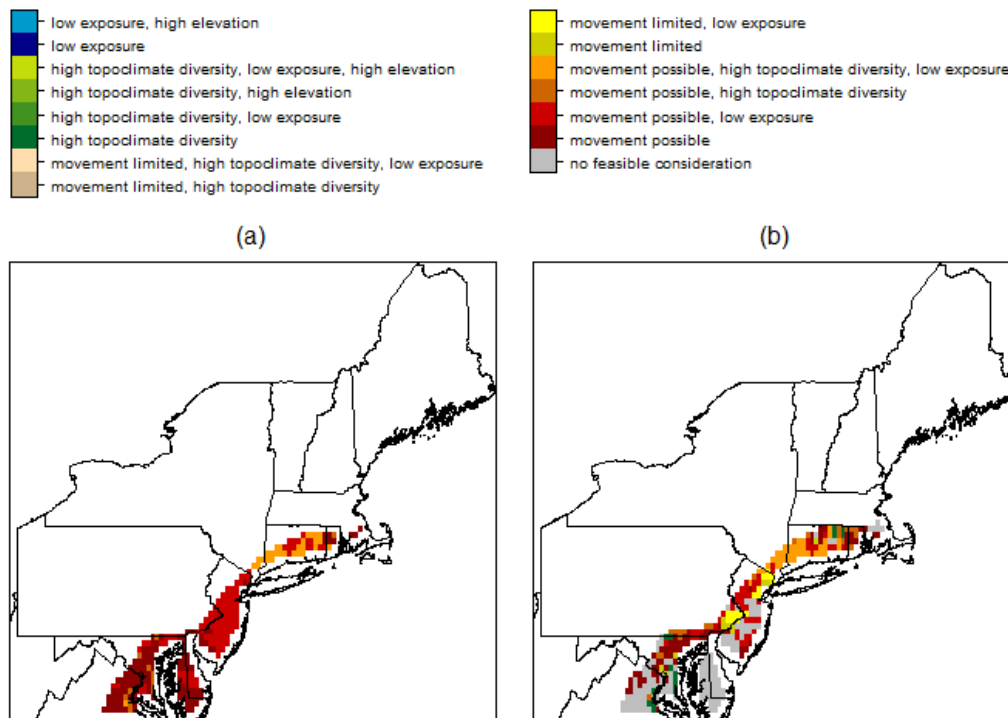 low exposure, high elevation
low exposure
high topoclimate diversity, low exposure, high elevation
high topoclimate diversity, high elevation
high topoclimate diversity, low exposure
high topoclimate diversity
movement limited, high topoclimate diversity, low exposure
movement limited, high topoclimate diversity
movement limited, low exposure
movement limited
movement possible, high topoclimate diversity, low exposure
movement possible, high topoclimate diversity
movement possible, low exposure
movement possible
no feasible consideration
(a)
(b)